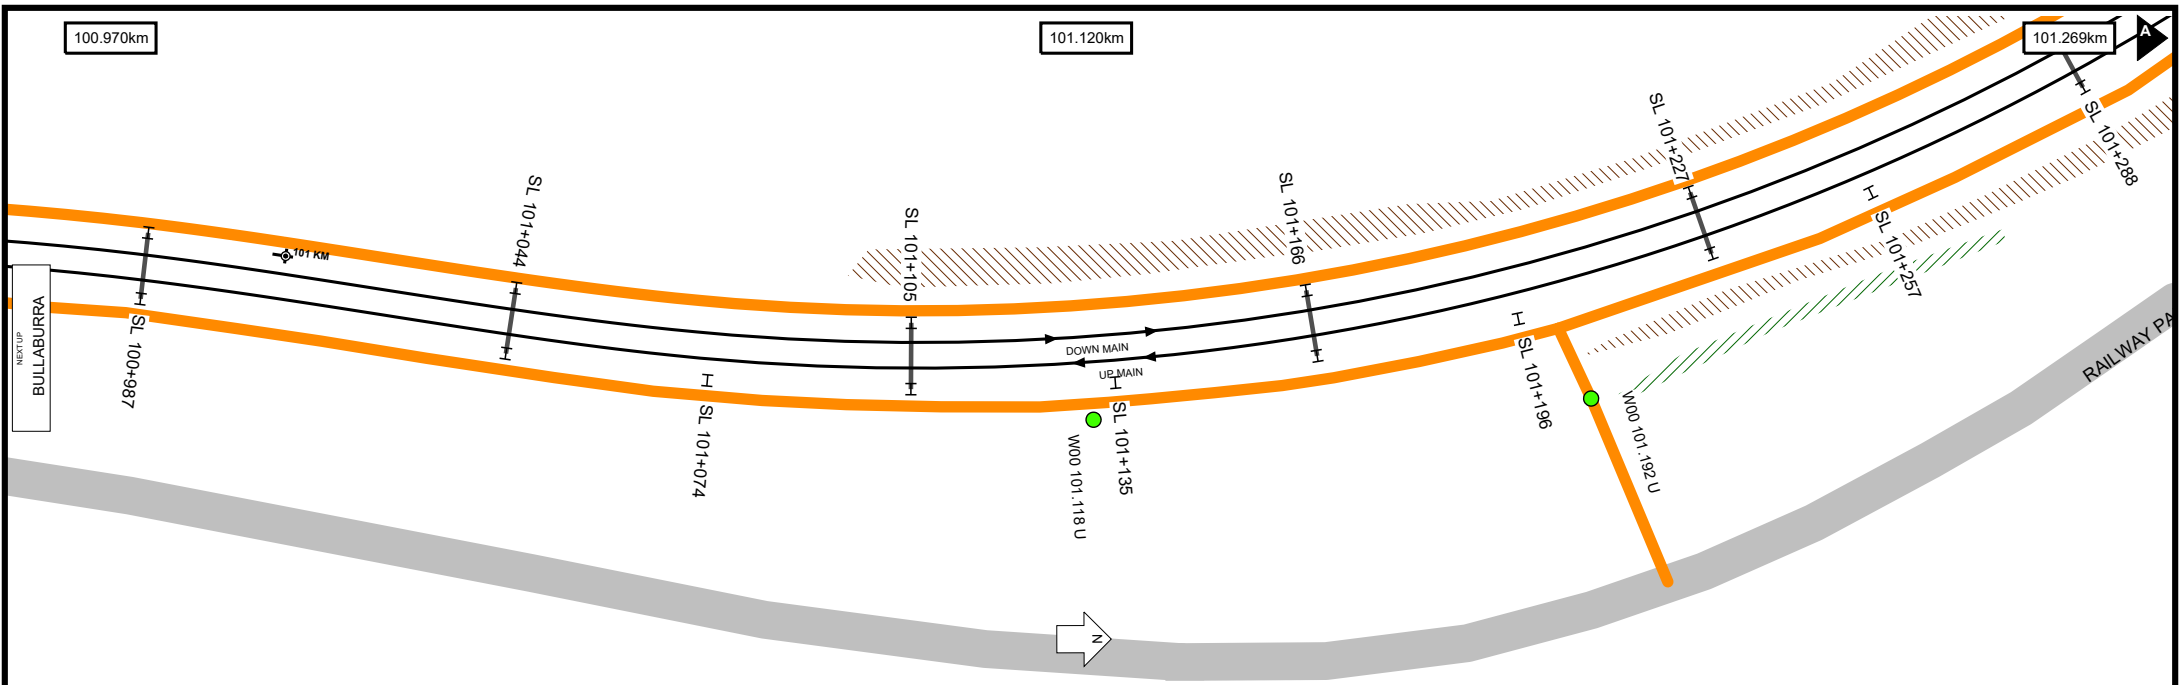 100.970km
101.120km
101.269km
A
SL 101+227
SL 101+288
SL 101+044
SL 101+105
SL 101+166
SL 101+257
101 KM
NEXT UP
BULLABURRA
SL 100+987
DOWN MAIN
UP MAIN
SL 101+074
SL 101+135
SL 101+196
W00 101.118 U
W00 101.192 U
RAILWAY PA
N